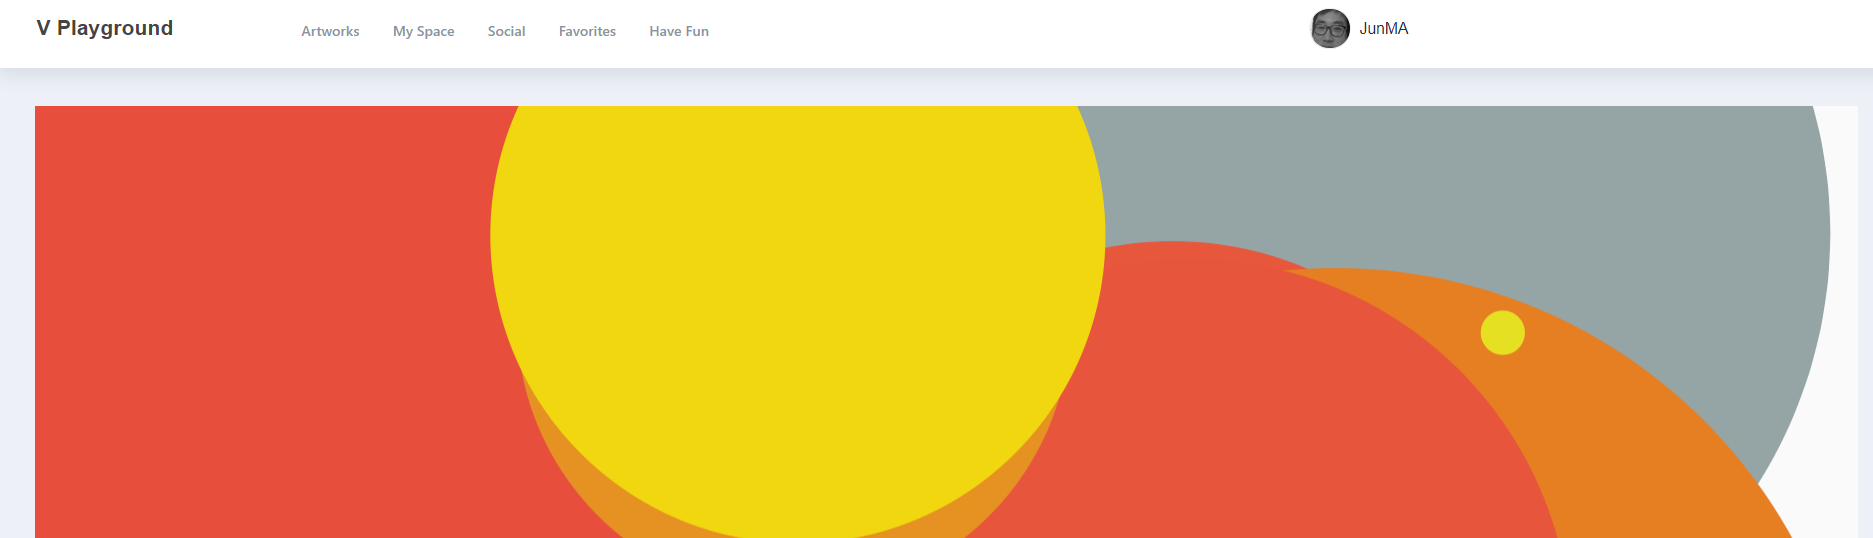 V Playground
Artworks My Space Social Favorites Have Fun
JunMA